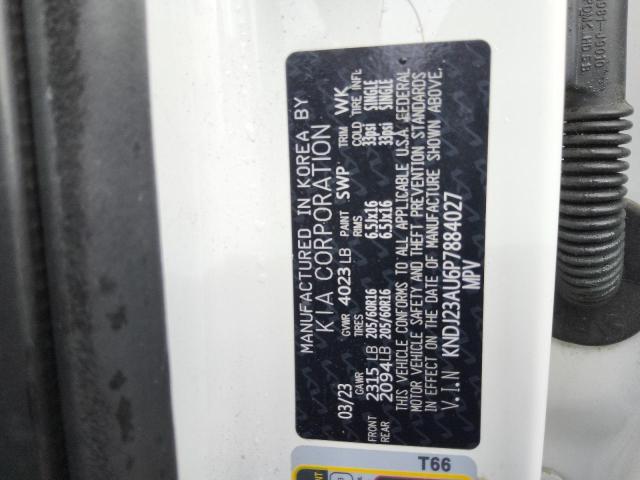 MANUFACTURED IN KOREA BY
KIA CORPORATION
03/23 GVWR 4023 LB PAINT SWP TRIM WK
GAWR TIRES RIMS COLD TIRE INFL
FRONT 2315 LB 205/60R16 6.5Jx16 33psi SINGLE
REAR 2094 LB 205/60R16 6.5Jx16 33psi SINGLE
THIS VEHICLE CONFORMS TO ALL APPLICABLE U.S.A. FEDERAL
MOTOR VEHICLE SAFETY AND THEFT PREVENTION STANDARDS
IN EFFECT ON THE DATE OF MANUFACTURE SHOWN ABOVE.
V.I.N KNDJ23AU6P7884027
MPV
T66